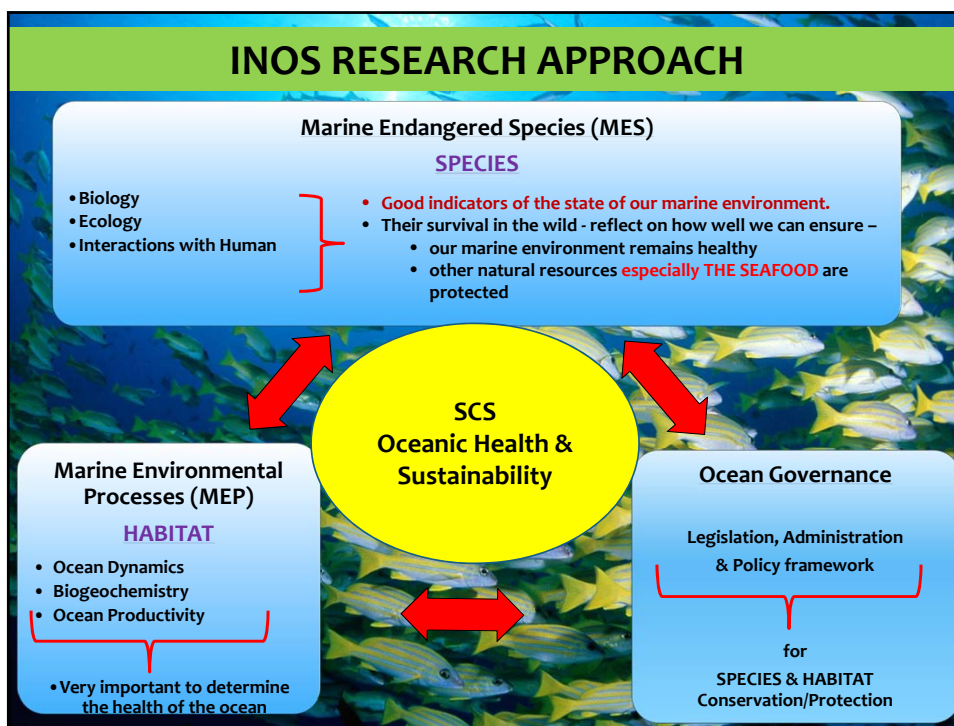 INOS RESEARCH APPROACH
Marine Endangered Species (MES)
SPECIES
•Biology
•Ecology
•Interactions with Human
• Good indicators of the state of our marine environment.
• Their survival in the wild - reflect on how well we can ensure –
• our marine environment remains healthy
• other natural resources especially THE SEAFOOD are
protected
SCS
Oceanic Health &
Sustainability
Marine Environmental
Processes (MEP)
HABITAT
• Ocean Dynamics
• Biogeochemistry
• Ocean Productivity
•Very important to determine
the health of the ocean
Ocean Governance
Legislation, Administration
& Policy framework
for
SPECIES & HABITAT
Conservation/Protection